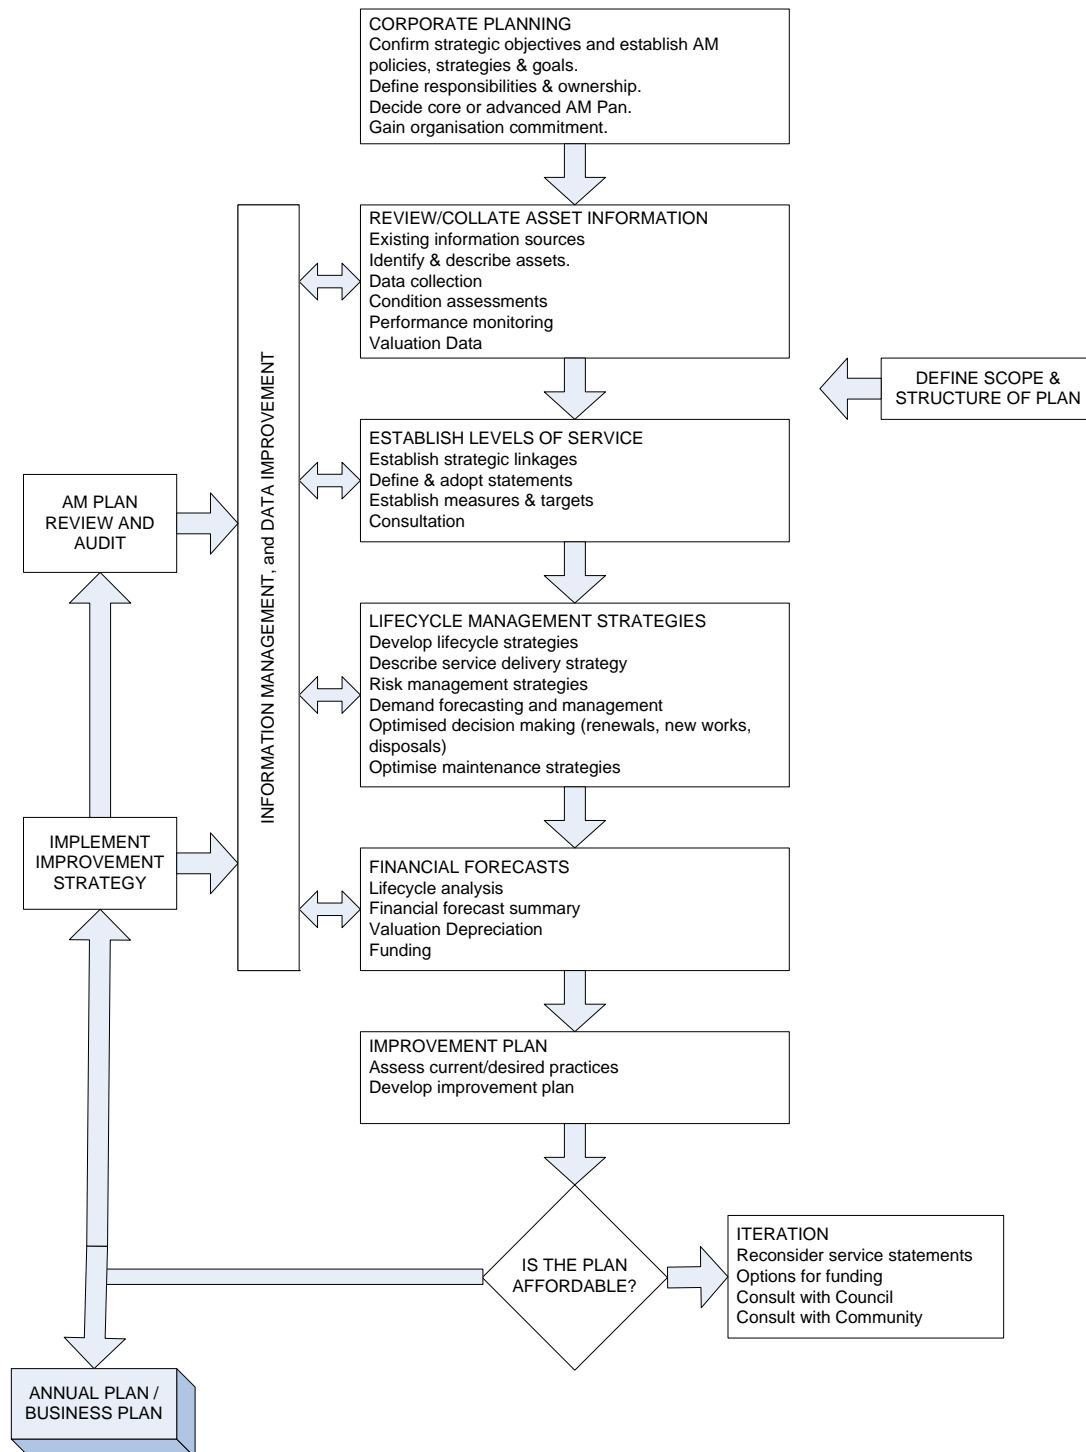 CORPORATE PLANNING
Confirm strategic objectives and establish AM
policies, strategies & goals.
Define responsibilities & ownership.
Decide core or advanced AM Pan.
Gain organisation commitment.
REVIEW/COLLATE ASSET INFORMATION
Existing information sources
Identify & describe assets.
Data collection
Condition assessments
Performance monitoring
Valuation Data
INFORMATION MANAGEMENT, and DATA IMPROVEMENT
DEFINE SCOPE &
STRUCTURE OF PLAN
ESTABLISH LEVELS OF SERVICE
Establish strategic linkages
Define & adopt statements
Establish measures & targets
Consultation
AM PLAN
REVIEW AND
AUDIT
LIFECYCLE MANAGEMENT STRATEGIES
Develop lifecycle strategies
Describe service delivery strategy
Risk management strategies
Demand forecasting and management
Optimised decision making (renewals, new works,
disposals)
Optimise maintenance strategies
IMPLEMENT
IMPROVEMENT
STRATEGY
FINANCIAL FORECASTS
Lifecycle analysis
Financial forecast summary
Valuation Depreciation
Funding
IMPROVEMENT PLAN
Assess current/desired practices
Develop improvement plan
IS THE PLAN
AFFORDABLE?
ITERATION
Reconsider service statements
Options for funding
Consult with Council
Consult with Community
ANNUAL PLAN /
BUSINESS PLAN